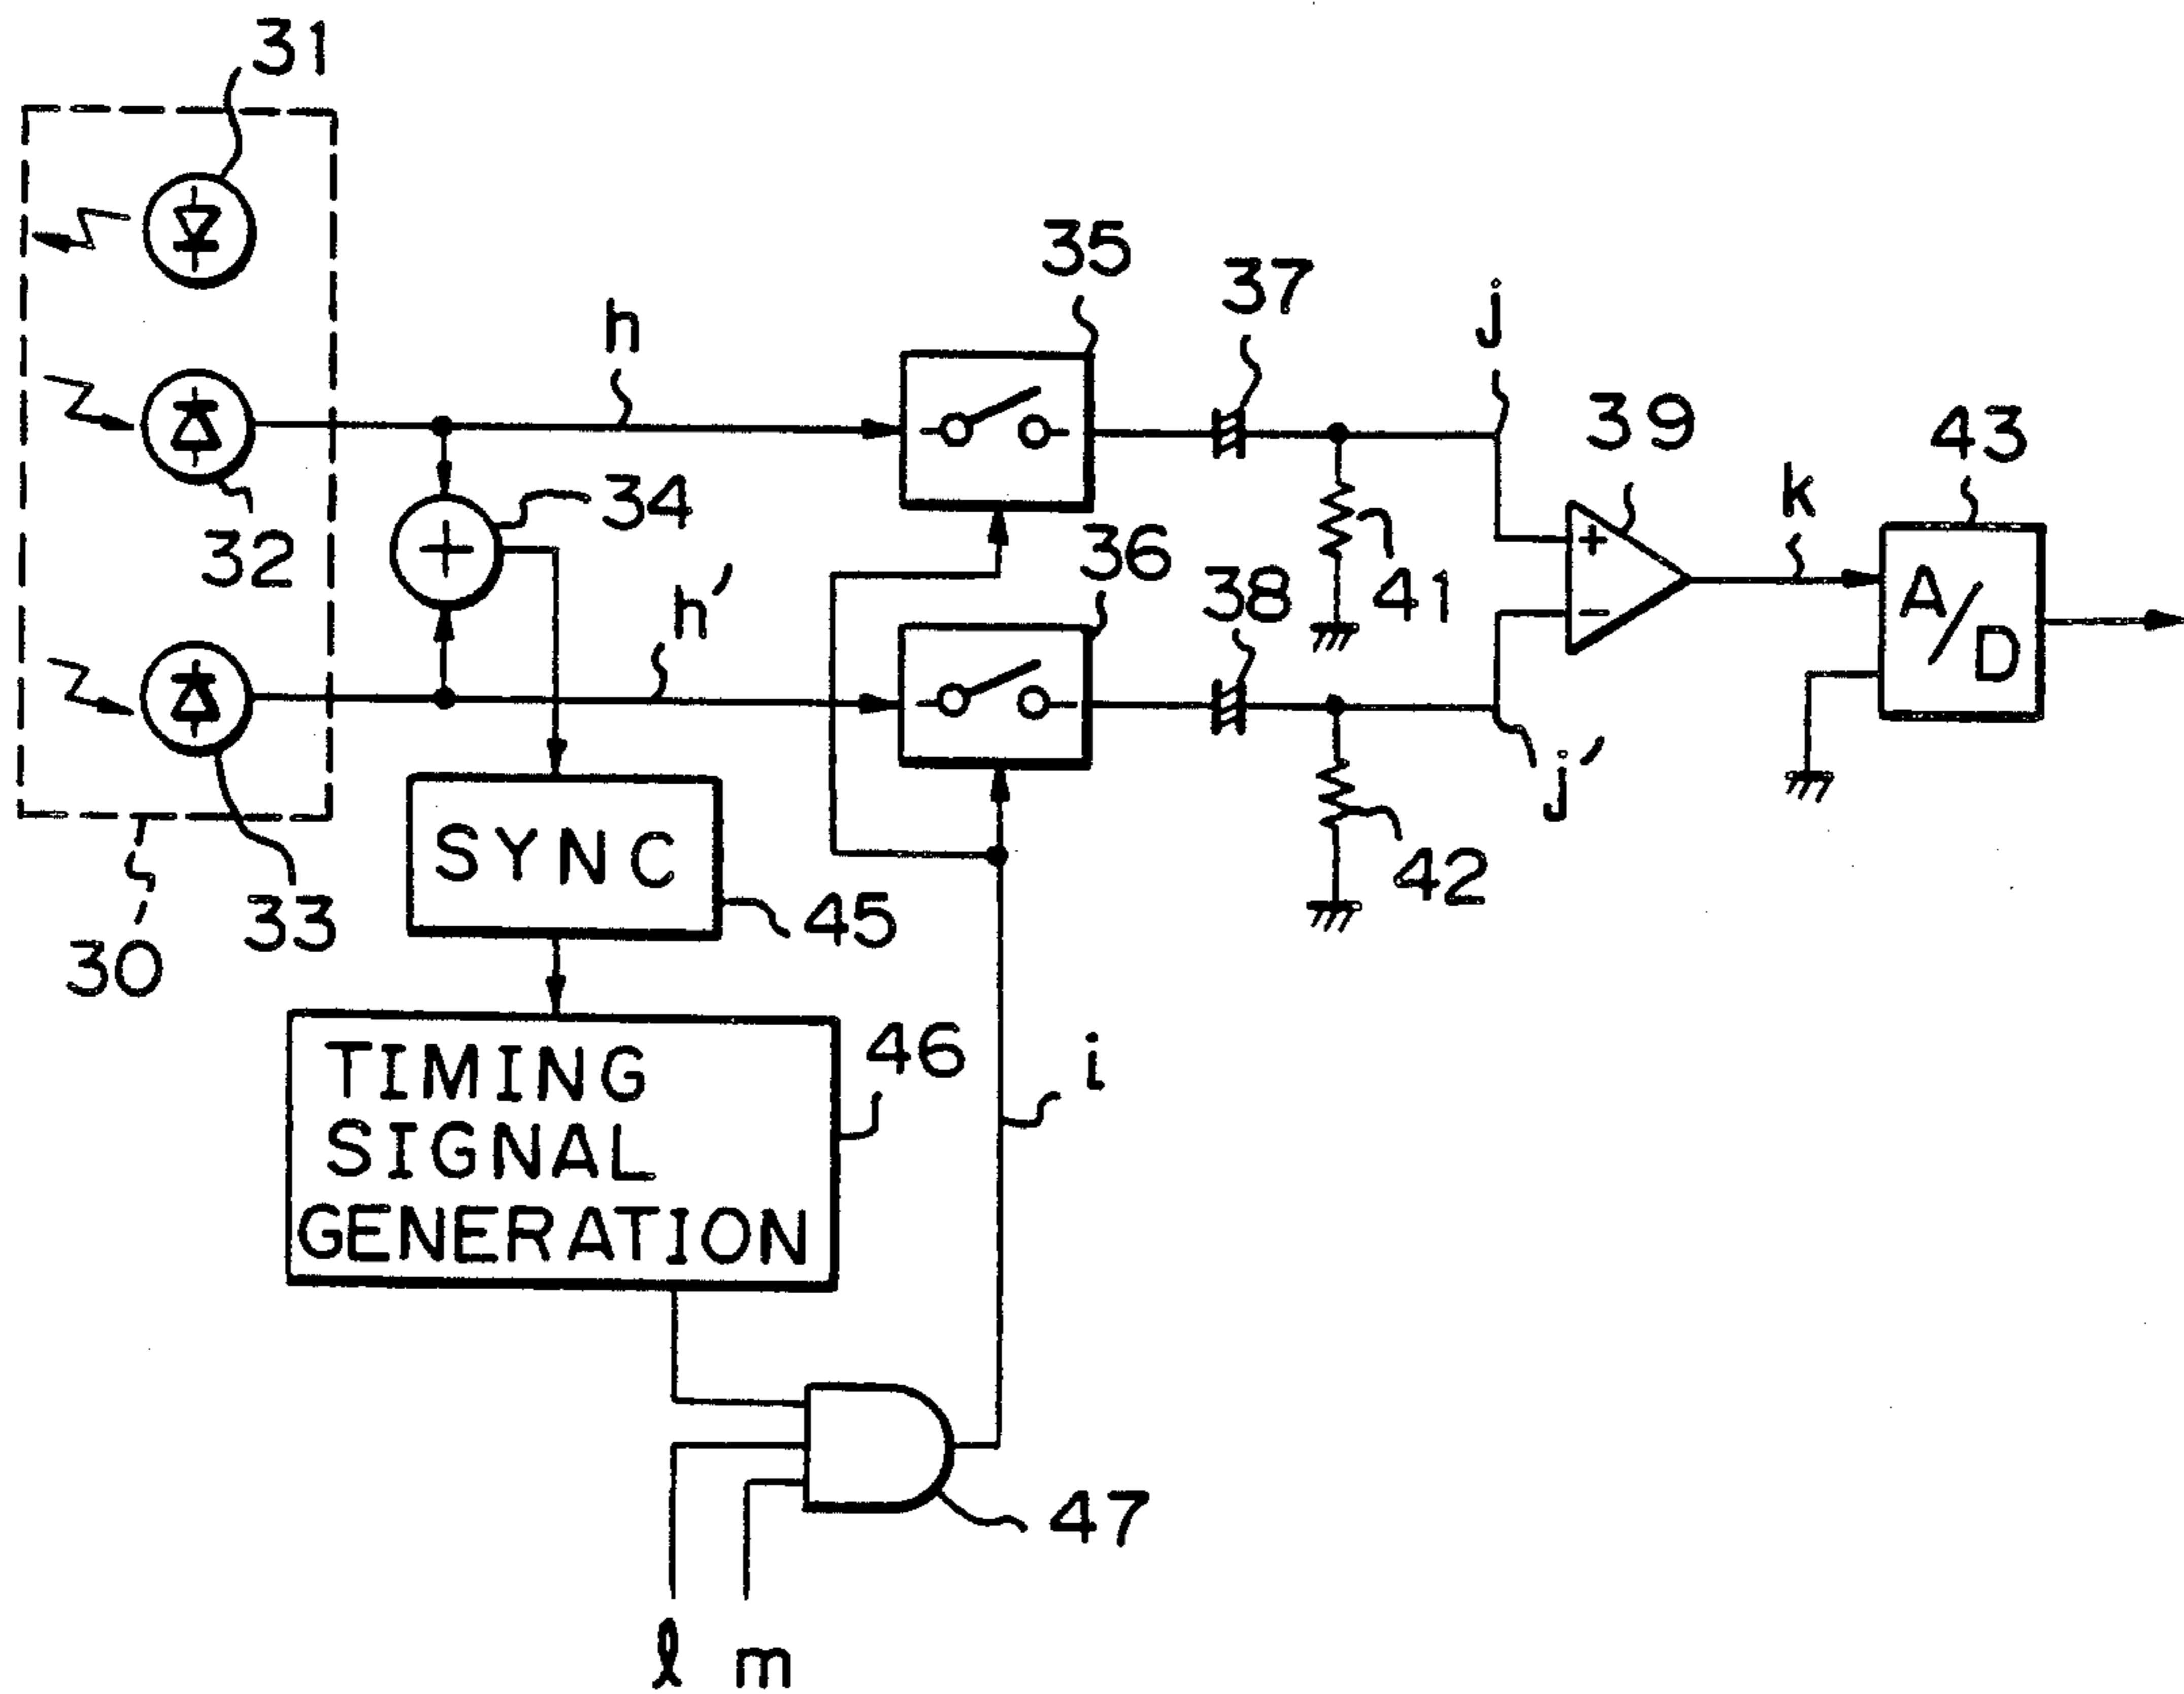 31
35
37
j
h
39
43
k
34
32
+
36
38
41
+
-
A/D
h'
j'
SYNC
42
45
33
30
TIMING
SIGNAL
GENERATION
46
i
47
ℓ m